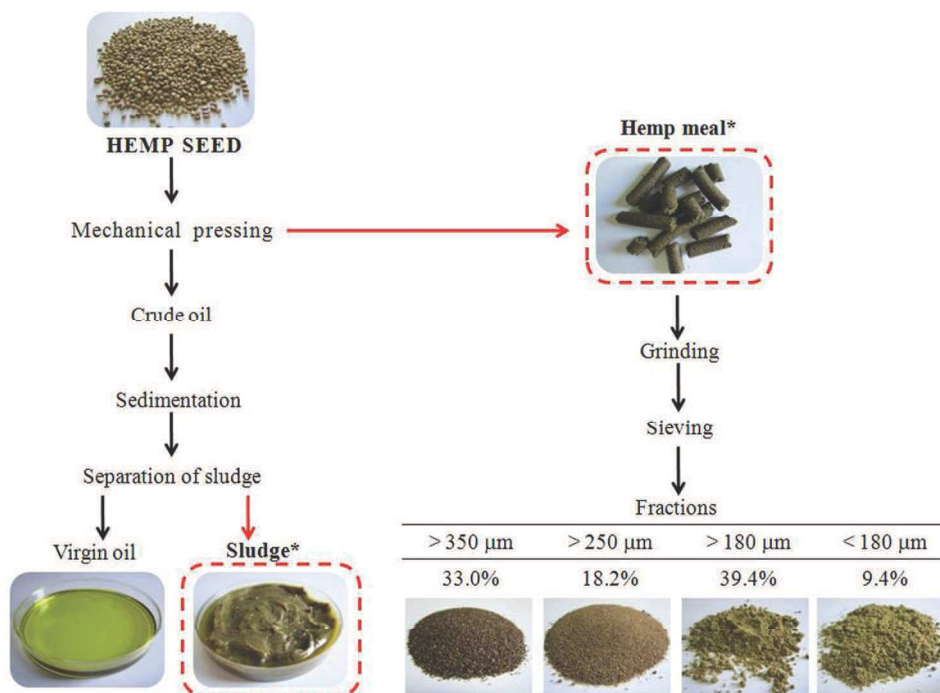 HEMP SEED
Mechanical pressing
Crude oil
Sedimentation
Separation of sludge
Virgin oil
Sludge*
Hemp meal*
Grinding
Sieving
Fractions
> 350 μm > 250 μm > 180 μm < 180 μm
33.0% 18.2% 39.4% 9.4%